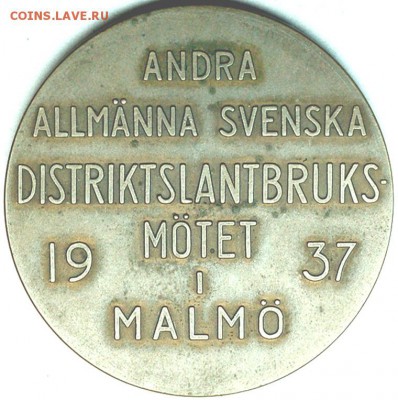 COINS.LAVE.RU
ANDRA
ALLMÄNNA SVENSKA
DISTRIKTSLANTBRUKS-
MÖTET
19 I 37
MALMÖ